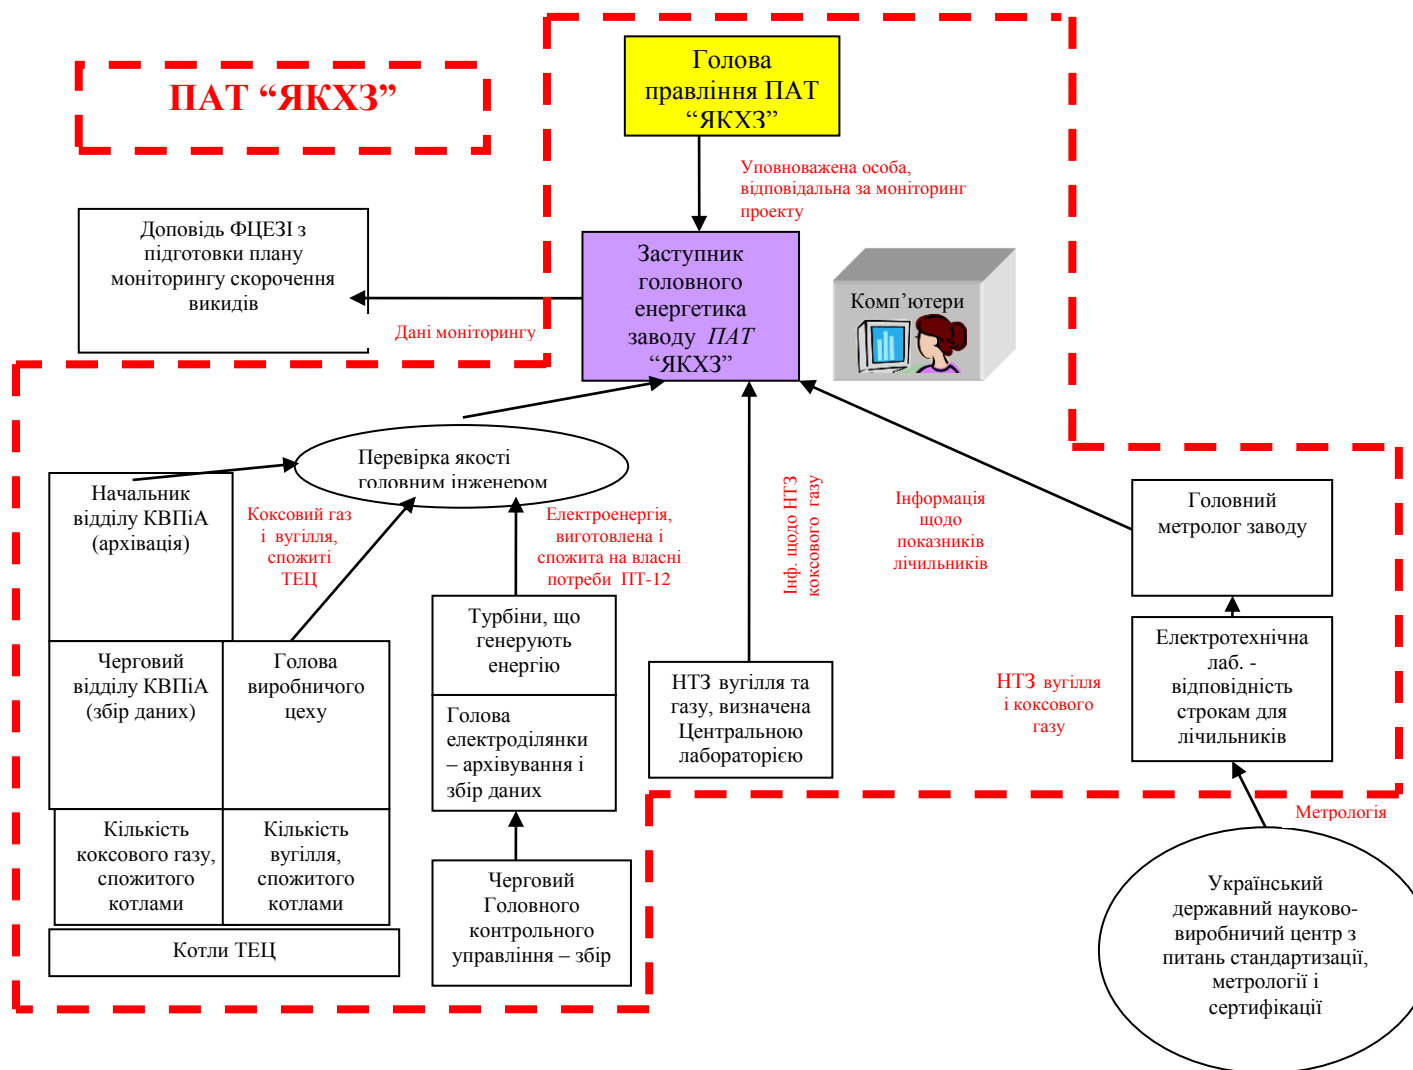 ПАТ “ЯКХЗ”
Голова
правління ПАТ
“ЯКХЗ”
Уповноважена особа,
відповідальна за моніторинг
проекту
Доповідь ФЦЕЗІ з
підготовки плану
моніторингу скорочення
викидів
Заступник
головного
енергетика
заводу ПАТ
“ЯКХЗ”
Комп’ютери
Дані моніторингу
Перевірка якості
головним інженером
Начальник
відділу КВПіА
(архівація)
Коксовий газ
і вугілля,
спожиті
ТЕЦ
Електроенергія,
виготовлена і
спожита на власні
потреби ПТ-12
Інф. щодо НТЗ
коксового газу
Інформація
щодо
показників
лічильників
Головний
метролог заводу
Черговий
відділу КВПіА
(збір даних)
Голова
виробничого
цеху
Турбіни, що
генерують
енергію
Голова
електроділянки
– архівування і
збір даних
НТЗ вугілля та
газу, визначена
Центральною
лабораторією
НТЗ вугілля
і коксового
газу
Електротехнічна
лаб. -
відповідність
строкам для
лічильників
Метрологія
Кількість
коксового газу,
спожитого
котлами
Кількість
вугілля,
спожитого
котлами
Котли ТЕЦ
Черговий
Головного
контрольного
управління – збір
Український
державний науково-
виробничий центр з
питань стандартизації,
метрології і
сертифікації